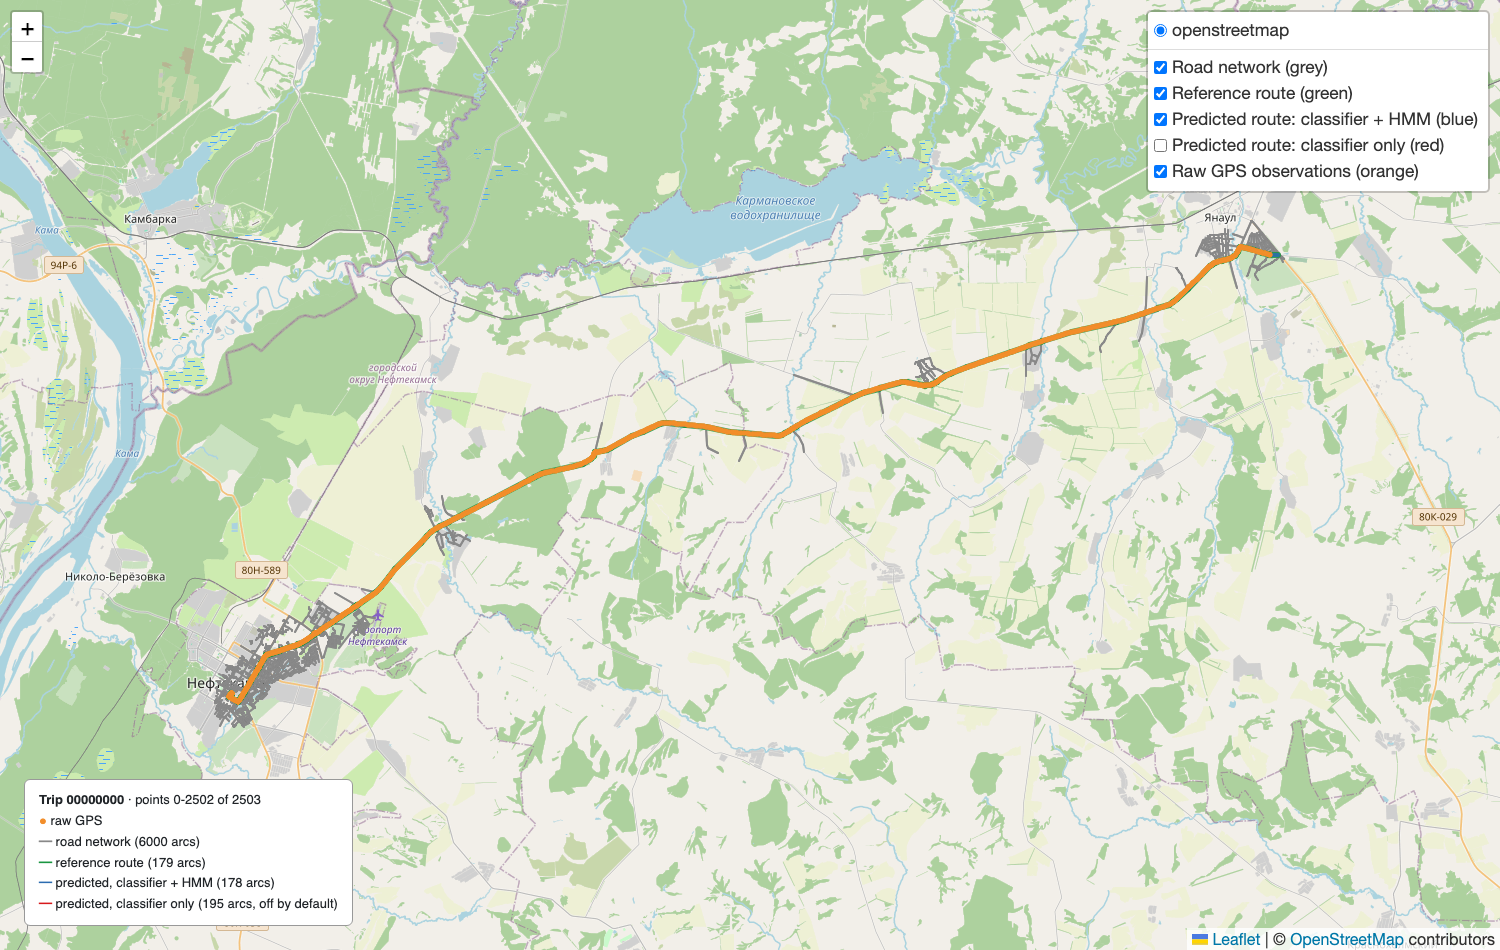 +
−
openstreetmap
Road network (grey)
Reference route (green)
Predicted route: classifier + HMM (blue)
Predicted route: classifier only (red)
Raw GPS observations (orange)
Камбарка
Кама
94Р-6
Кармановское
водохранилище
Янаул
городской
округ Нефтекамск
Кама
80К-029
80Н-589
Николо-Берёзовка
Нефтекамск
Trip 00000000 · points 0-2502 of 2503
raw GPS
road network (6000 arcs)
reference route (179 arcs)
predicted, classifier + HMM (178 arcs)
predicted, classifier only (195 arcs, off by default)
Leaflet | © OpenStreetMap contributors